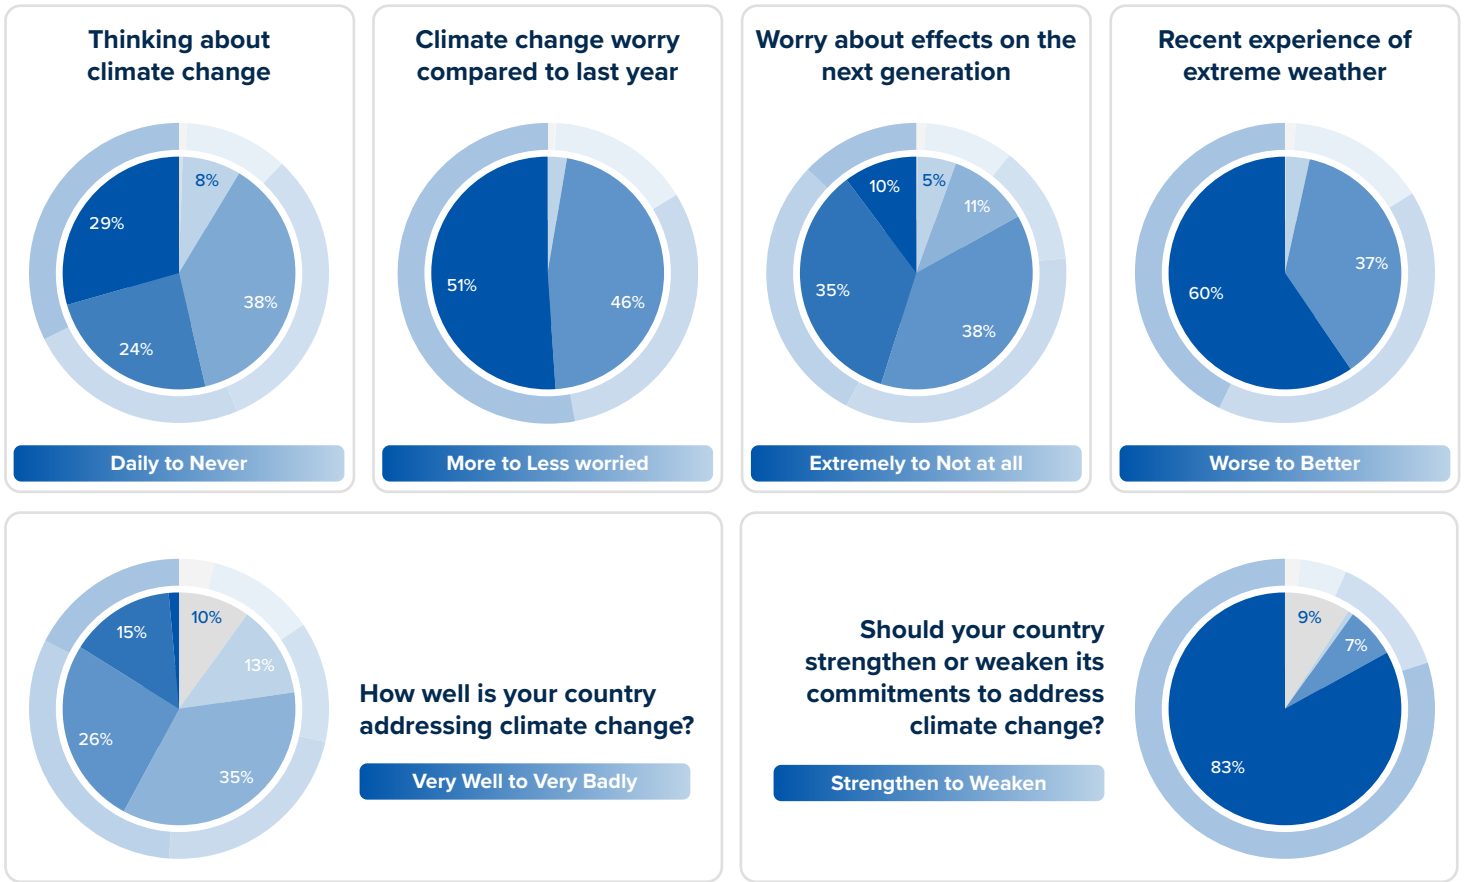 Thinking about
climate change
8%
29%
38%
24%
Daily to Never
Climate change worry
compared to last year
51%
46%
More to Less worried
Worry about effects on the
next generation
10%
5%
11%
35%
38%
Extremely to Not at all
Recent experience of
extreme weather
37%
60%
Worse to Better
10%
15%
13%
26%
35%
How well is your country
addressing climate change?
Very Well to Very Badly
Should your country
strengthen or weaken its
commitments to address
climate change?
Strengthen to Weaken
9%
7%
83%